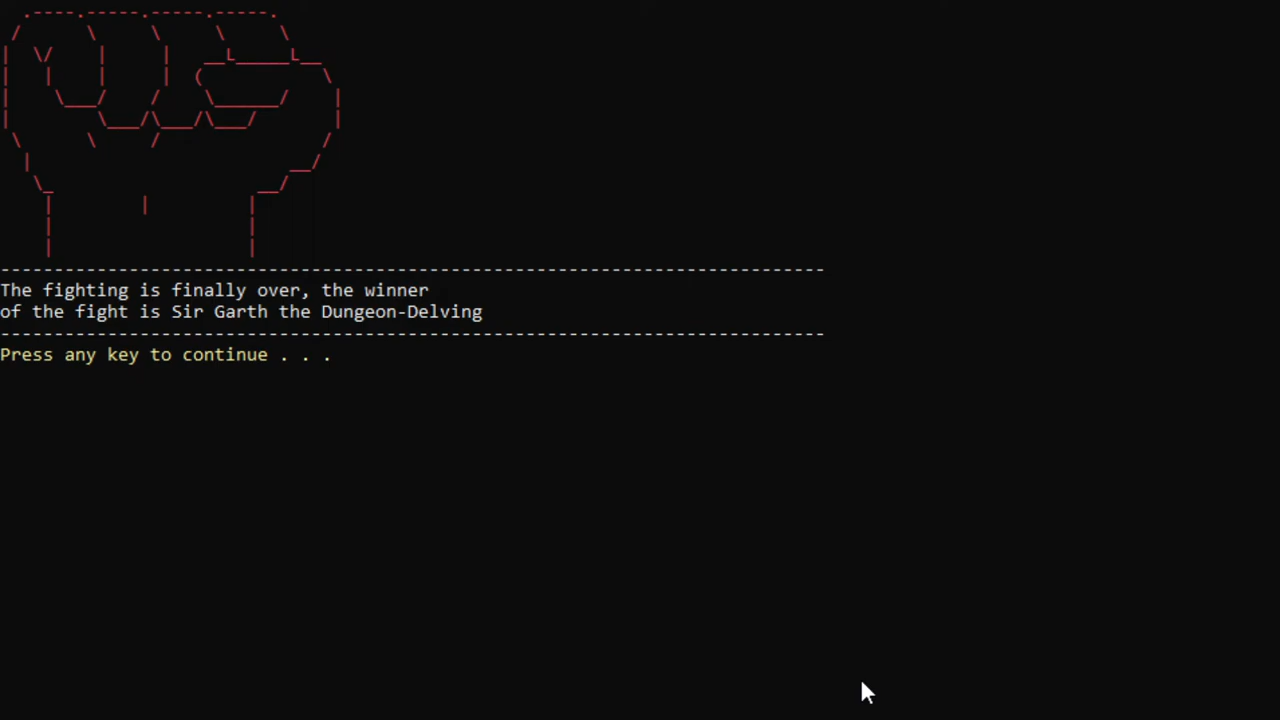 The fighting is finally over, the winner
of the fight is Sir Garth the Dungeon-Delving
Press any key to continue . . .